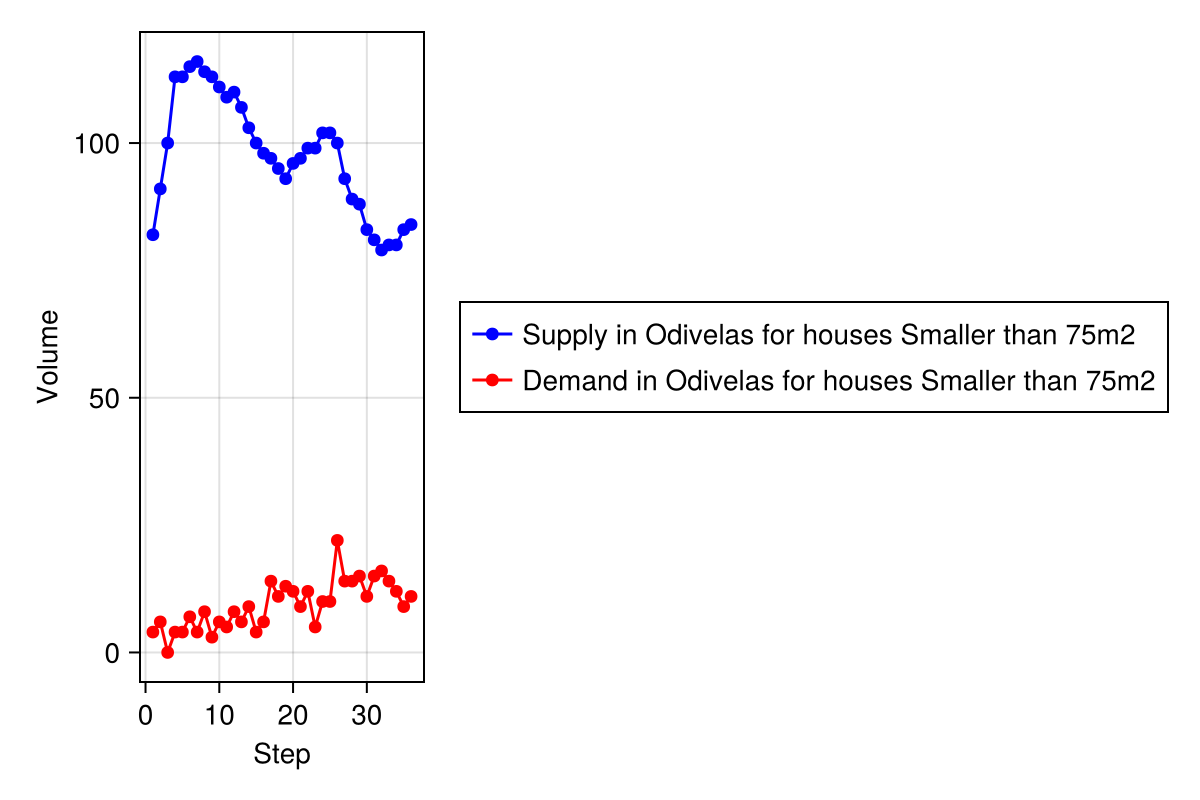 100
50
0
Volume
0 10 20 30
Step
Supply in Odivelas for houses Smaller than 75m2
Demand in Odivelas for houses Smaller than 75m2